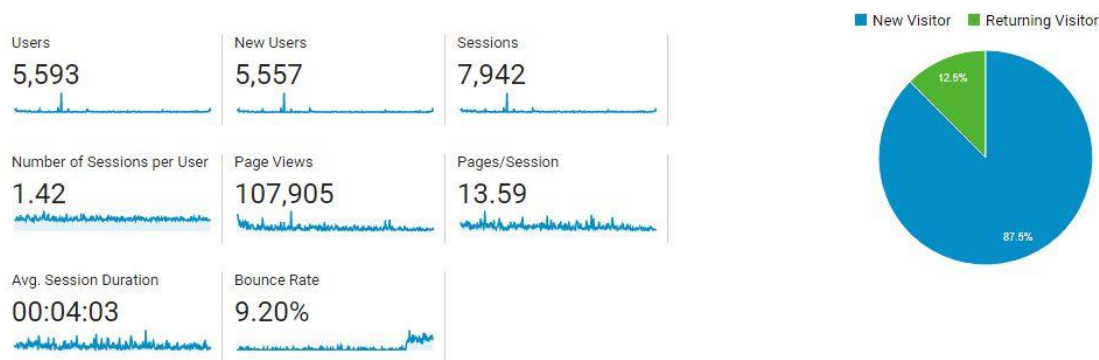 Users
5,593
New Users
5,557
Sessions
7,942
Number of Sessions per User
1.42
Page Views
107,905
Pages/Session
13.59
Avg. Session Duration
00:04:03
Bounce Rate
9.20%
New Visitor
Returning Visitor
12.5%
87.5%